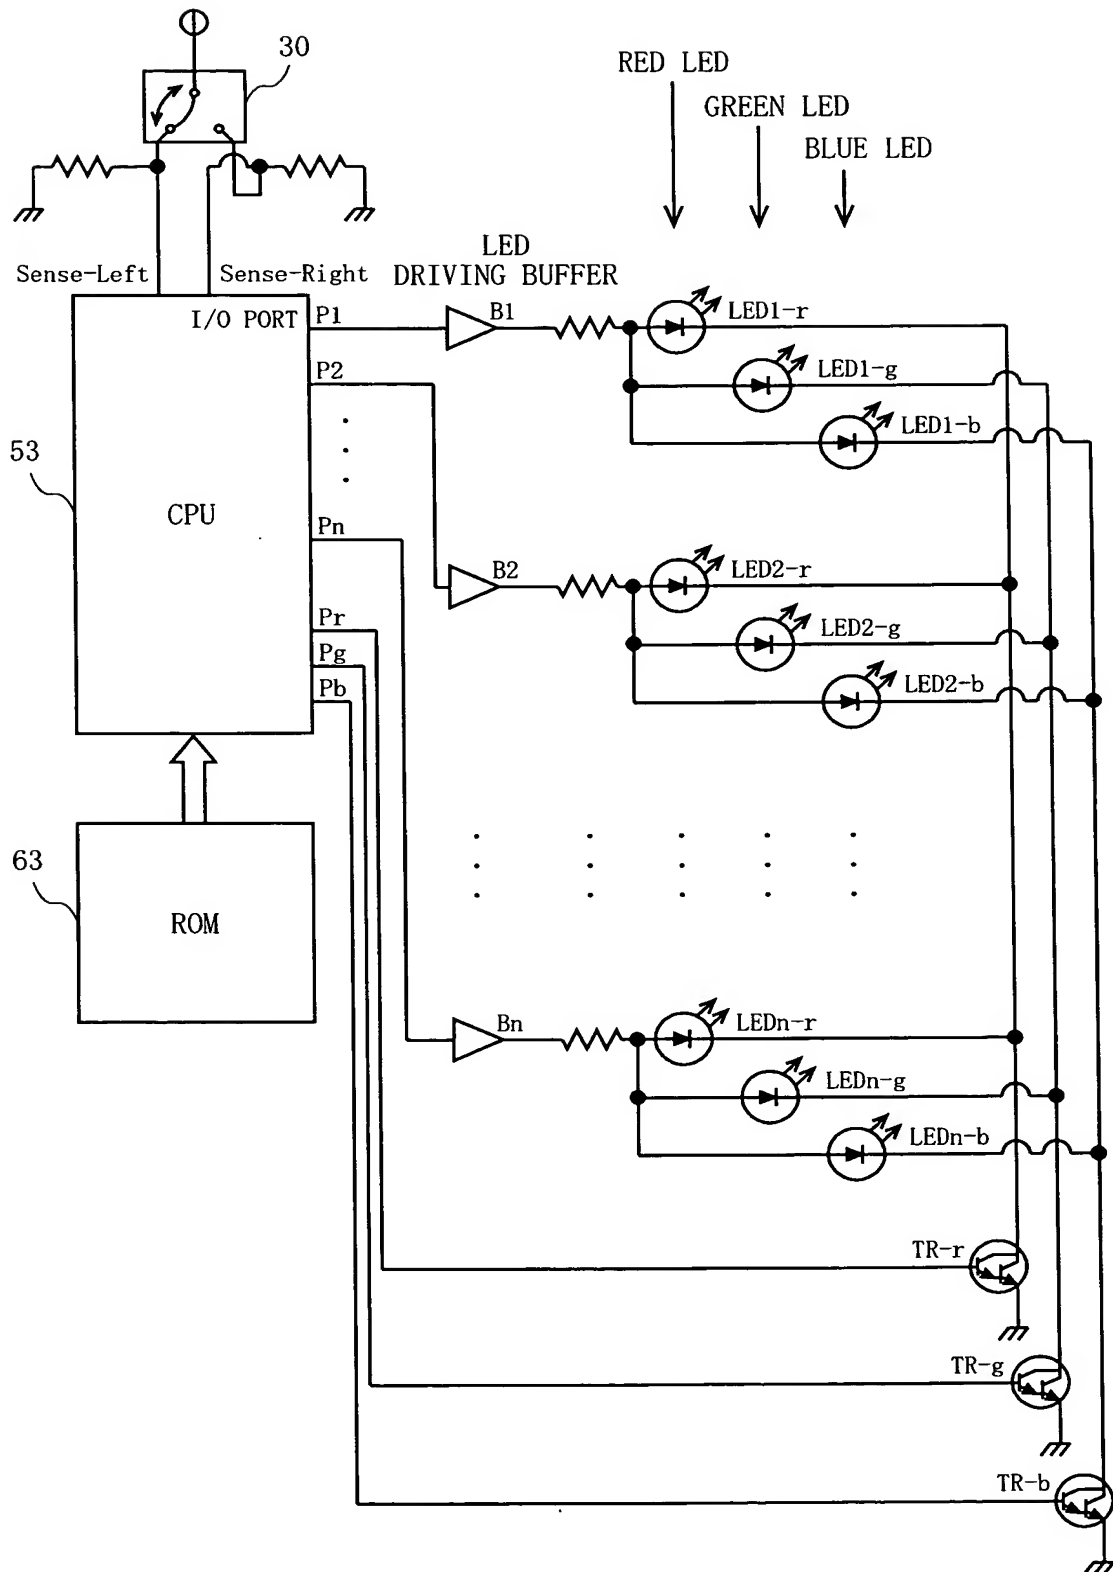 30
RED LED
GREEN LED
BLUE LED
Sense-Left
Sense-Right
LED
DRIVING BUFFER
I/O PORT
P1
B1
LED1-r
P2
LED1-g
LED1-b
53
CPU
Pn
B2
LED2-r
LED2-g
LED2-b
Pr
Pg
Pb
63
ROM
Bn
LEDn-r
LEDn-g
LEDn-b
TR-r
TR-g
TR-b